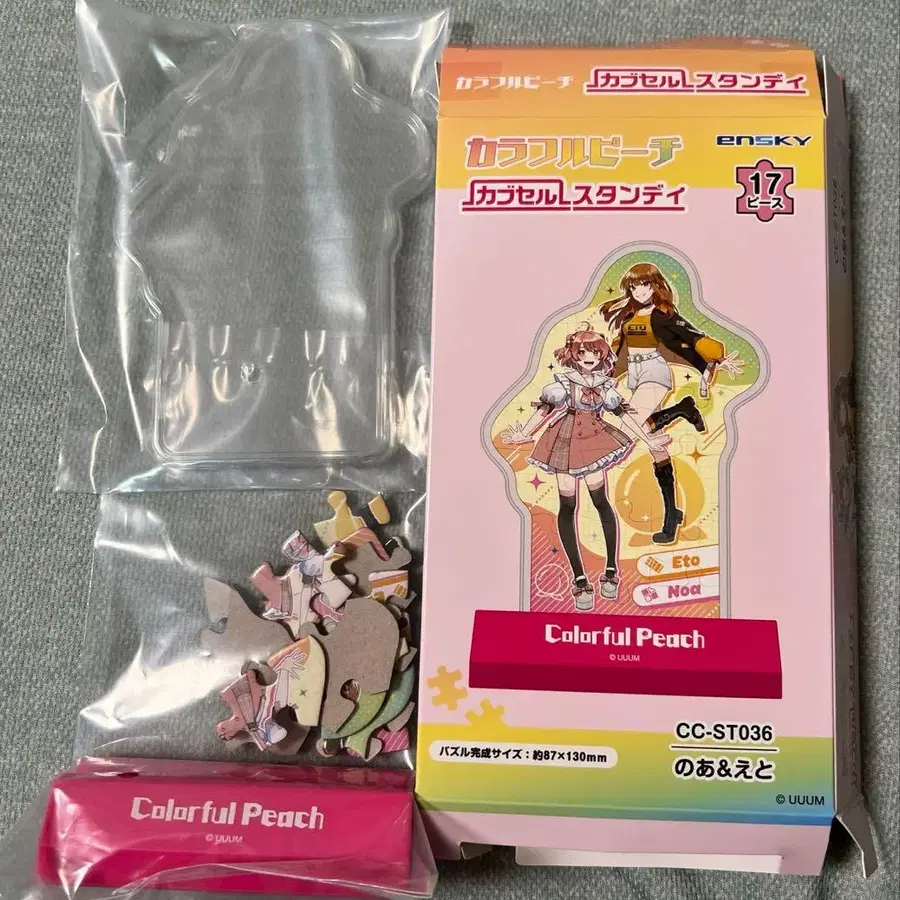 カラフルピーチ カプセルスタンディ
カラフルピーチ
ensky
カプセルスタンディ
17
ピース
ETO
Eto
Noa
Colorful Peach
© UUUM
CC-ST036
のあ&えと
パズル完成サイズ：約87×130mm
© UUUM
Colorful Peach
© UUUM